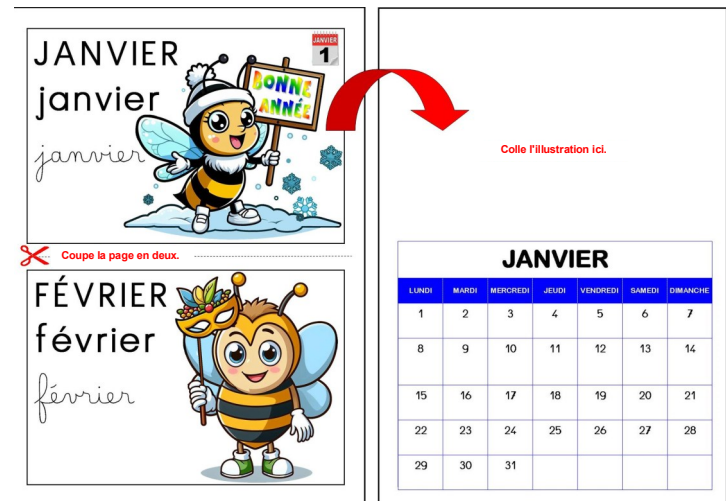 JANVIER
janvier
janvier
JANVIER
1
BONNE
ANNÉE
Coupe la page en deux.
FÉVRIER
février
février
Colle l'illustration ici.
JANVIER
LUNDI MARDI MERCREDI JEUDI VENDREDI SAMEDI DIMANCHE
1 2 3 4 5 6 7
8 9 10 11 12 13 14
15 16 17 18 19 20 21
22 23 24 25 26 27 28
29 30 31